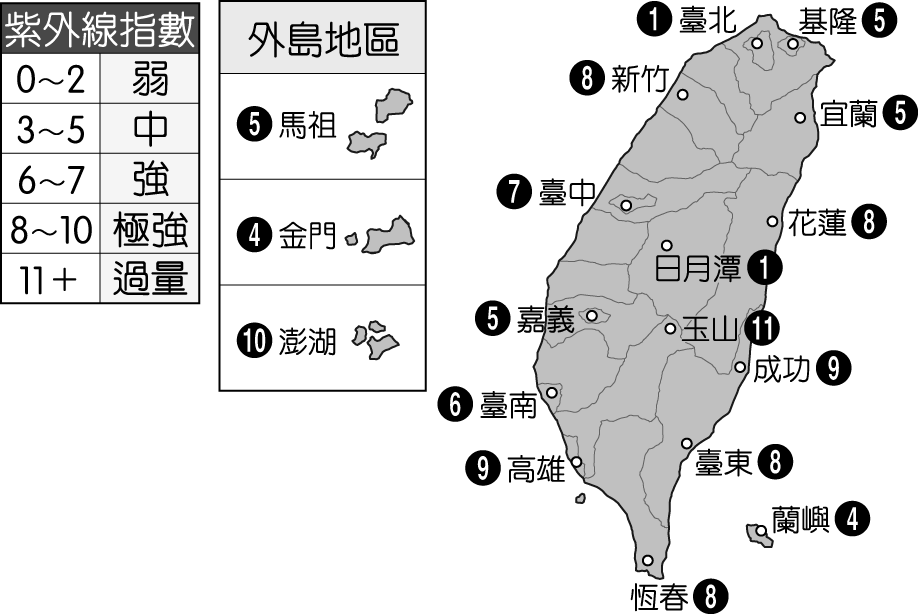 紫外線指數
0～2 弱
3～5 中
6～7 強
8～10 極強
11＋ 過量
外島地區
5 馬祖
4 金門
10 澎湖
1 臺北
基隆 5
8 新竹
宜蘭 5
7 臺中
花蓮 8
日月潭 1
5 嘉義
玉山 11
成功 9
6 臺南
9 高雄
臺東 8
蘭嶼 4
恆春 8